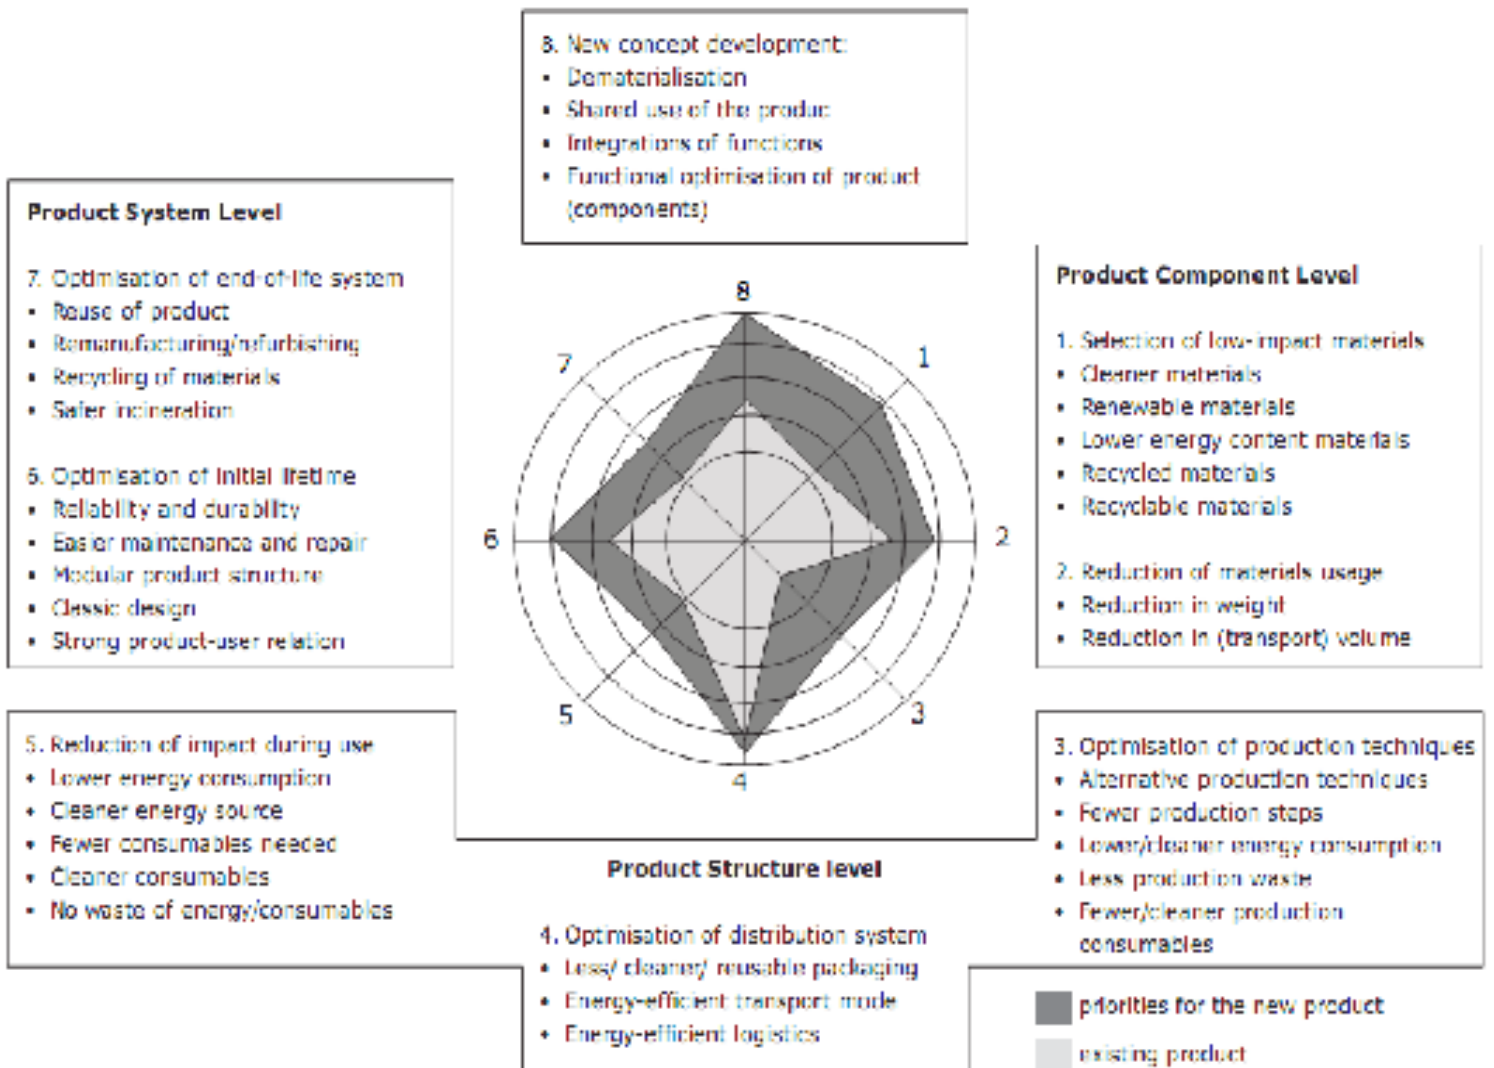 8. New concept development:
• Dematerialisation
• Shared use of the produc
• Integrations of functions
• Functional optimisation of product
(components)
Product System Level
7. Optimisation of end-of-life system
• Reuse of product
• Remanufacturing/refurbishing
• Recycling of materials
• Safer incineration
6. Optimisation of initial lifetime
• Reliability and durability
• Easier maintenance and repair
• Modular product structure
• Classic design
• Strong product-user relation
Product Component Level
1. Selection of low-impact materials
• Cleaner materials
• Renewable materials
• Lower energy content materials
• Recycled materials
• Recyclable materials
2. Reduction of materials usage
• Reduction in weight
• Reduction in (transport) volume
8
7
1
6
2
5
3
4
5. Reduction of impact during use
• Lower energy consumption
• Cleaner energy source
• Fewer consumables needed
• Cleaner consumables
• No waste of energy/consumables
Product Structure level
4. Optimisation of distribution system
• Less/ cleaner/ reusable packaging
• Energy-efficient transport mode
• Energy-efficient logistics
3. Optimisation of production techniques
• Alternative production techniques
• Fewer production steps
• Lower/cleaner energy consumption
• Less production waste
• Fewer/cleaner production
consumables
priorities for the new product
existing product